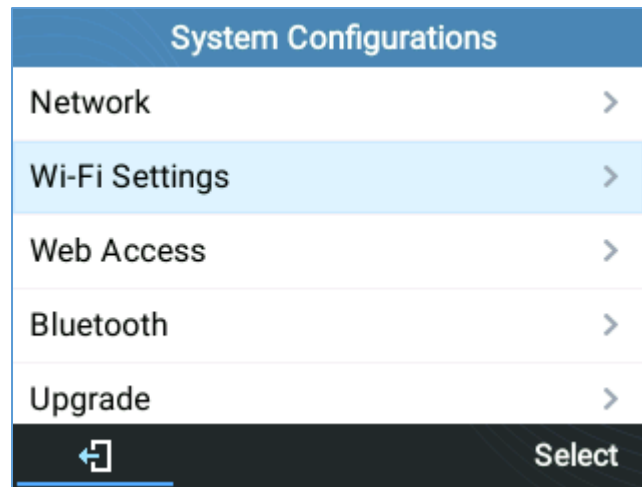 System Configurations
Network
Wi-Fi Settings
Web Access
Bluetooth
Upgrade
Select